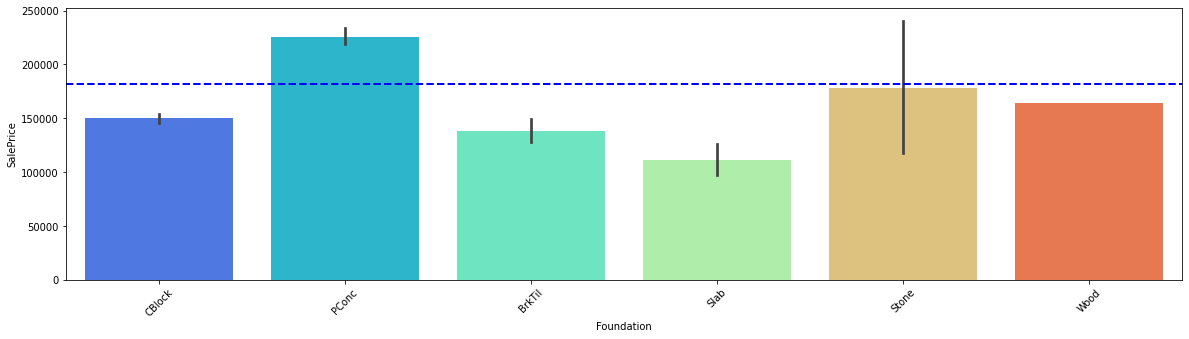 250000
200000
150000
100000
50000
0
SalePrice
CBlock
PConc
BrkTil
Slab
Stone
Wood
Foundation